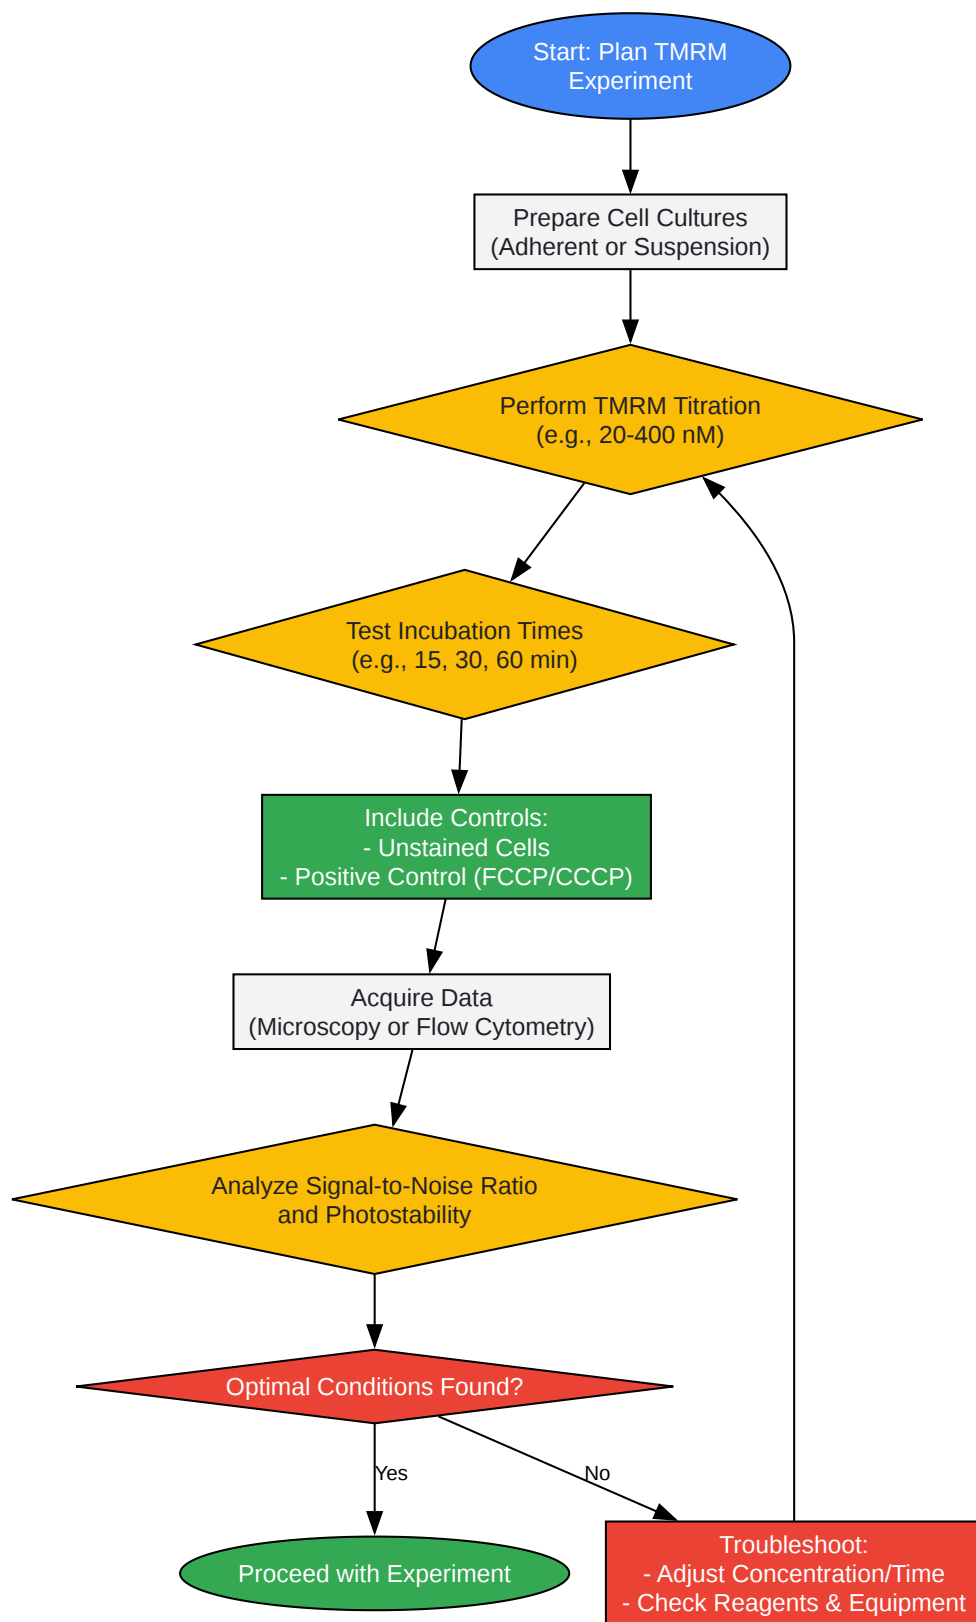 Start: Plan TMRM
Experiment
Prepare Cell Cultures
(Adherent or Suspension)
Perform TMRM Titration
(e.g., 20-400 nM)
Test Incubation Times
(e.g., 15, 30, 60 min)
Include Controls:
- Unstained Cells
- Positive Control (FCCP/CCCP)
Acquire Data
(Microscopy or Flow Cytometry)
Analyze Signal-to-Noise Ratio
and Photostability
Optimal Conditions Found?
Yes
No
Proceed with Experiment
Troubleshoot:
- Adjust Concentration/Time
- Check Reagents & Equipment